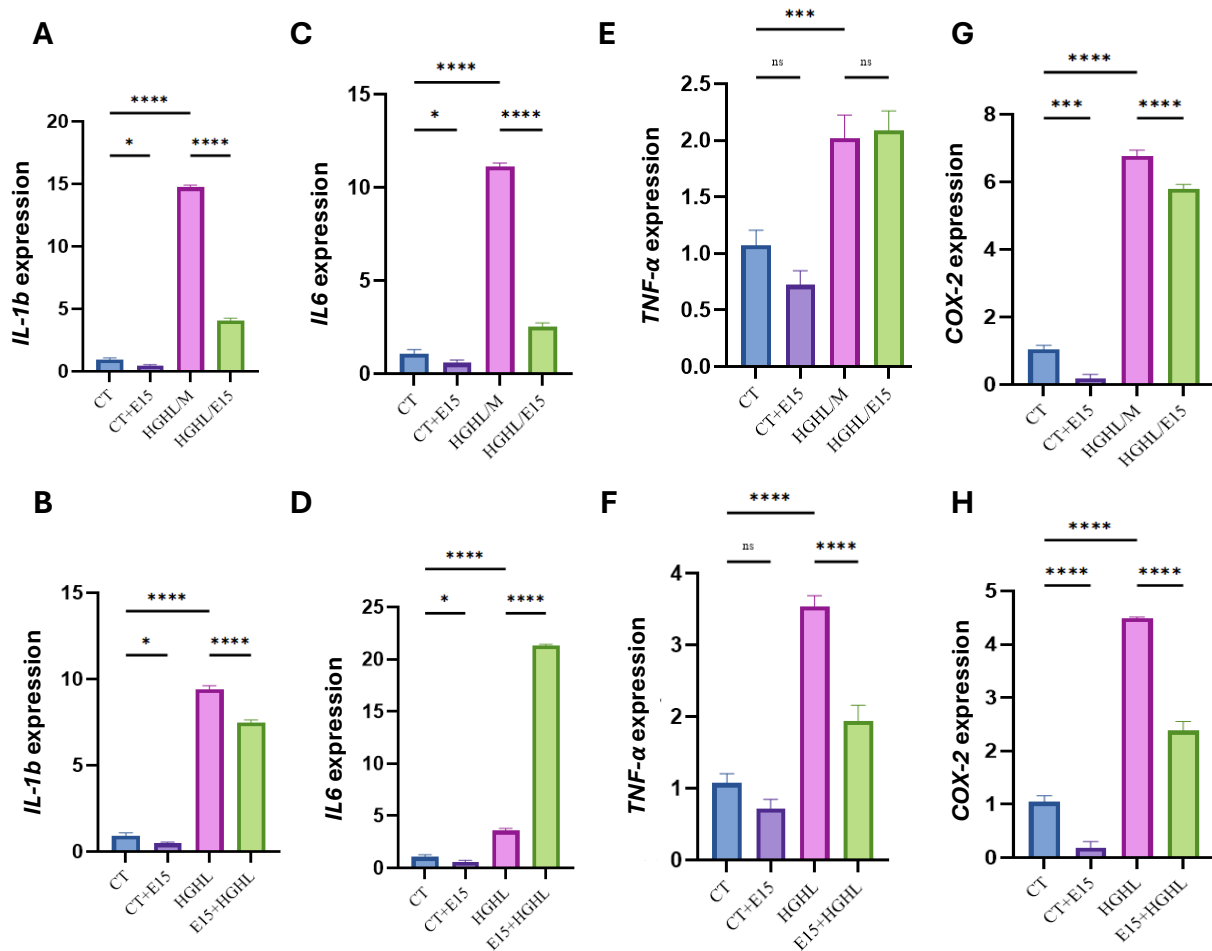 A
****
*
****
20
15
10
5
0
IL-1b expression
CT
CT+E15
HGHL/M
HGHL/E15
C
****
*
****
15
10
5
0
IL6 expression
CT
CT+E15
HGHL/M
HGHL/E15
E
***
ns
ns
2.5
2.0
1.5
1.0
0.5
0.0
TNF-α expression
CT
CT+E15
HGHL/M
HGHL/E15
G
****
***
****
8
6
4
2
0
COX-2 expression
CT
CT+E15
HGHL/M
HGHL/E15
B
****
*
****
15
10
5
0
IL-1b expression
CT
CT+E15
HGHL
E15+HGHL
D
****
*
****
25
20
15
10
5
0
IL6 expression
CT
CT+E15
HGHL
E15+HGHL
F
****
ns
****
4
3
2
1
0
TNF-α expression
CT
CT+E15
HGHL
E15+HGHL
H
****
****
****
5
4
3
2
1
0
COX-2 expression
CT
CT+E15
HGHL
E15+HGHL